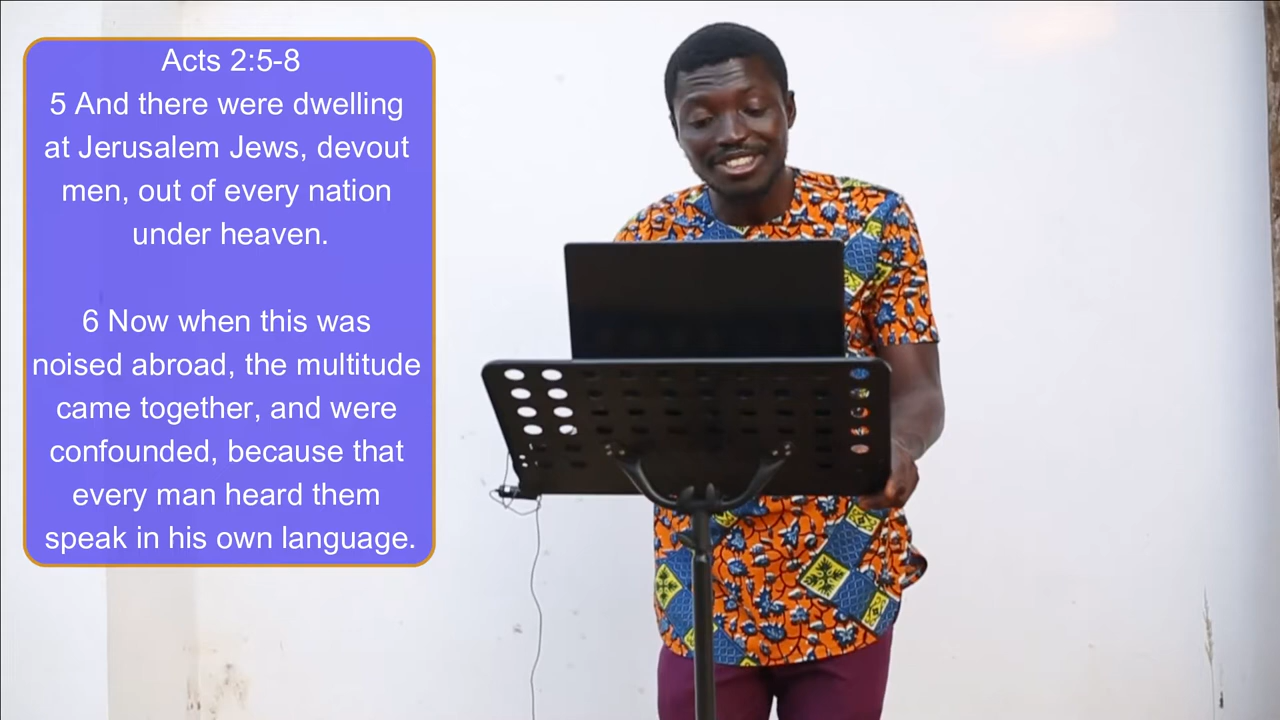 Acts 2:5-8
5 And there were dwelling
at Jerusalem Jews, devout
men, out of every nation
under heaven.
6 Now when this was
noised abroad, the multitude
came together, and were
confounded, because that
every man heard them
speak in his own language.